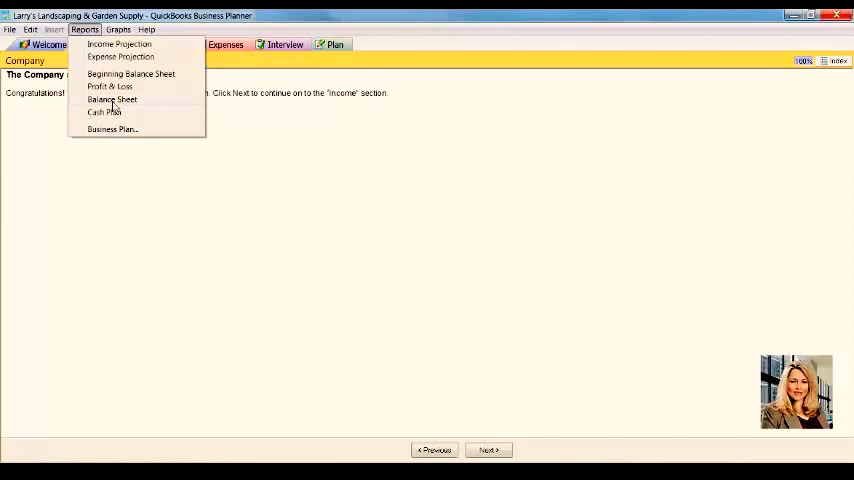 Larry's Landscaping & Garden Supply - QuickBooks Business Planner
File Edit Insert Reports Graphs Help
Welcome Expenses Interview Plan
Company 100% Index
The Company
Congratulations! Click Next to continue on to the "Income" section.
Income Projection
Expense Projection
Beginning Balance Sheet
Profit & Loss
Balance Sheet
Cash Plan
Business Plan...
< Previous Next >